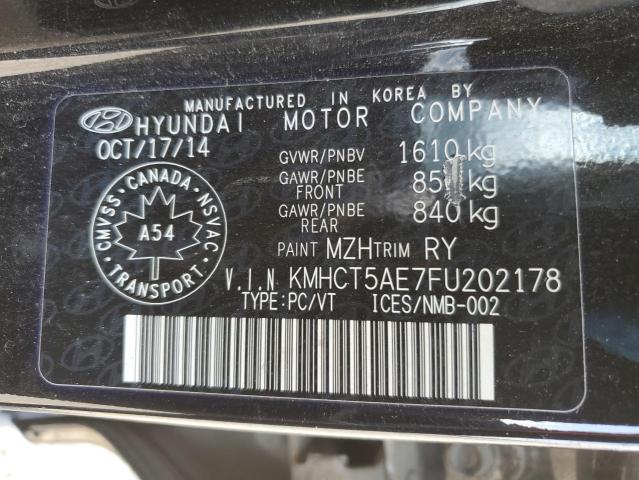 MANUFACTURED IN KOREA BY
HYUNDAI MOTOR COMPANY
OCT/17/14
GVWR/PNBV 1610 kg
GAWR/PNBE FRONT kg
GAWR/PNBE REAR 840 kg
CANADA
CMVSS NSVAC
A54
TRANSPORT
PAINT MZH TRIM RY
V.I.N KMHCT5AE7FU202178
TYPE:PC/VT ICES/NMB-002